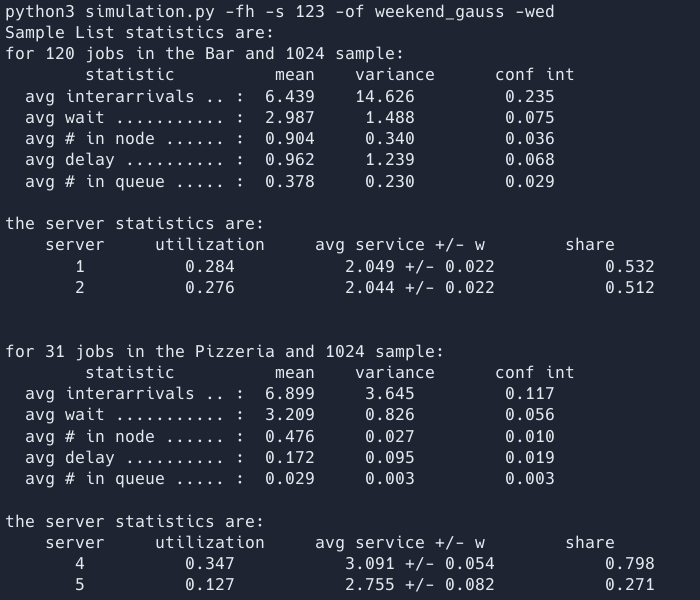 python3 simulation.py -fh -s 123 -of weekend_gauss -wed
Sample List statistics are:
for 120 jobs in the Bar and 1024 sample:
        statistic          mean    variance      conf int
  avg interarrivals .. :  6.439    14.626         0.235
  avg wait ........... :  2.987     1.488         0.075
  avg # in node ...... :  0.904     0.340         0.036
  avg delay .......... :  0.962     1.239         0.068
  avg # in queue ..... :  0.378     0.230         0.029
the server statistics are:
    server     utilization     avg service +/- w        share
       1          0.284           2.049 +/- 0.022           0.532
       2          0.276           2.044 +/- 0.022           0.512
for 31 jobs in the Pizzeria and 1024 sample:
        statistic          mean    variance      conf int
  avg interarrivals .. :  6.899     3.645         0.117
  avg wait ........... :  3.209     0.826         0.056
  avg # in node ...... :  0.476     0.027         0.010
  avg delay .......... :  0.172     0.095         0.019
  avg # in queue ..... :  0.029     0.003         0.003
the server statistics are:
    server     utilization     avg service +/- w        share
       4          0.347           3.091 +/- 0.054           0.798
       5          0.127           2.755 +/- 0.082           0.271